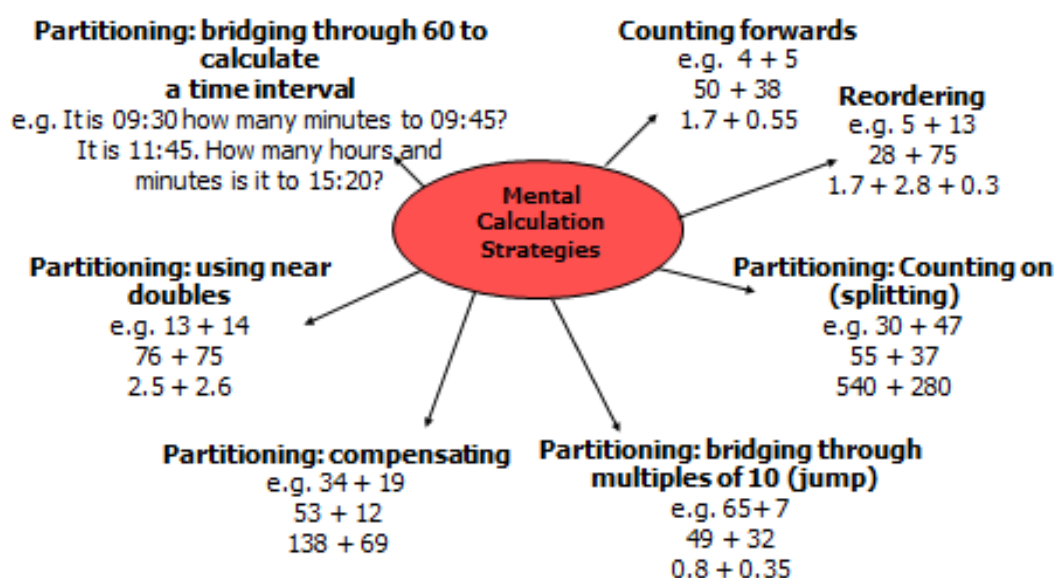 Partitioning: bridging through 60 to
calculate
a time interval
e.g. It is 09:30 how many minutes to 09:45?
It is 11:45. How many hours and
minutes is it to 15:20?
Counting forwards
e.g. 4 + 5
50 + 38
1.7 + 0.55
Reordering
e.g. 5 + 13
28 + 75
1.7 + 2.8 + 0.3
Mental
Calculation
Strategies
Partitioning: using near
doubles
e.g. 13 + 14
76 + 75
2.5 + 2.6
Partitioning: Counting on
(splitting)
e.g. 30 + 47
55 + 37
540 + 280
Partitioning: compensating
e.g. 34 + 19
53 + 12
138 + 69
Partitioning: bridging through
multiples of 10 (jump)
e.g. 65+ 7
49 + 32
0.8 + 0.35